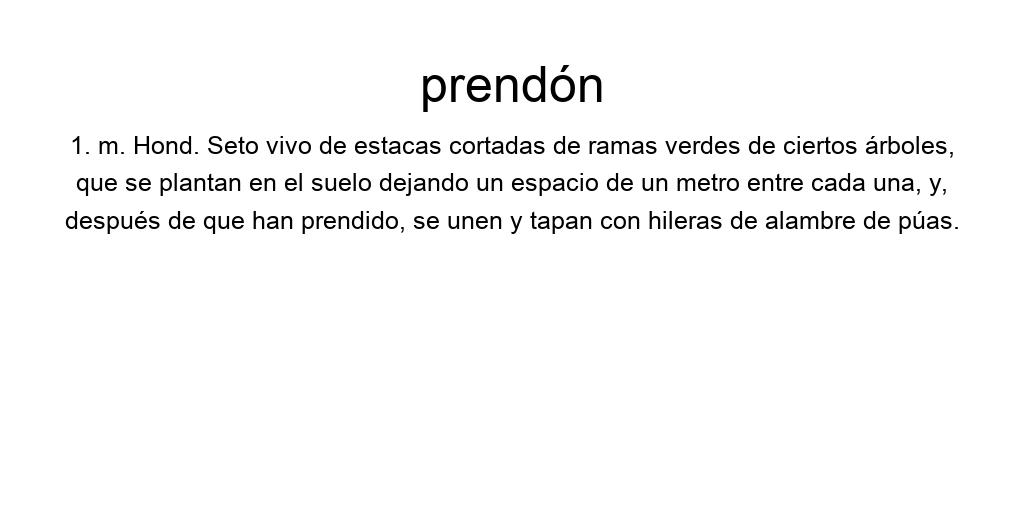 prendón
1. m. Hond. Seto vivo de estacas cortadas de ramas verdes de ciertos árboles,
que se plantan en el suelo dejando un espacio de un metro entre cada una, y,
después de que han prendido, se unen y tapan con hileras de alambre de púas.